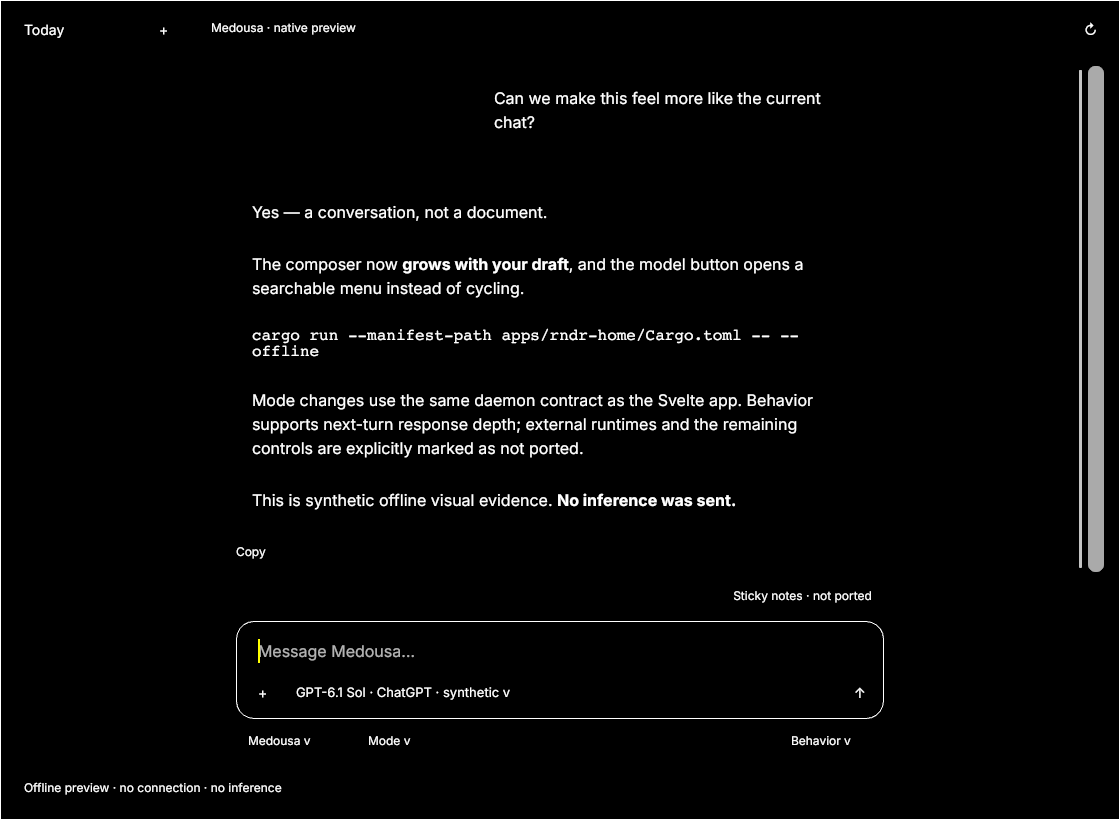 Today + Medousa · native preview ↻
Can we make this feel more like the current
chat?
Yes — a conversation, not a document.
The composer now grows with your draft, and the model button opens a
searchable menu instead of cycling.
cargo run --manifest-path apps/rndr-home/Cargo.toml -- --
offline
Mode changes use the same daemon contract as the Svelte app. Behavior
supports next-turn response depth; external runtimes and the remaining
controls are explicitly marked as not ported.
This is synthetic offline visual evidence. No inference was sent.
Copy
Sticky notes · not ported
Message Medousa...
+ GPT-6.1 Sol · ChatGPT · synthetic v ↑
Medousa v Mode v Behavior v
Offline preview · no connection · no inference